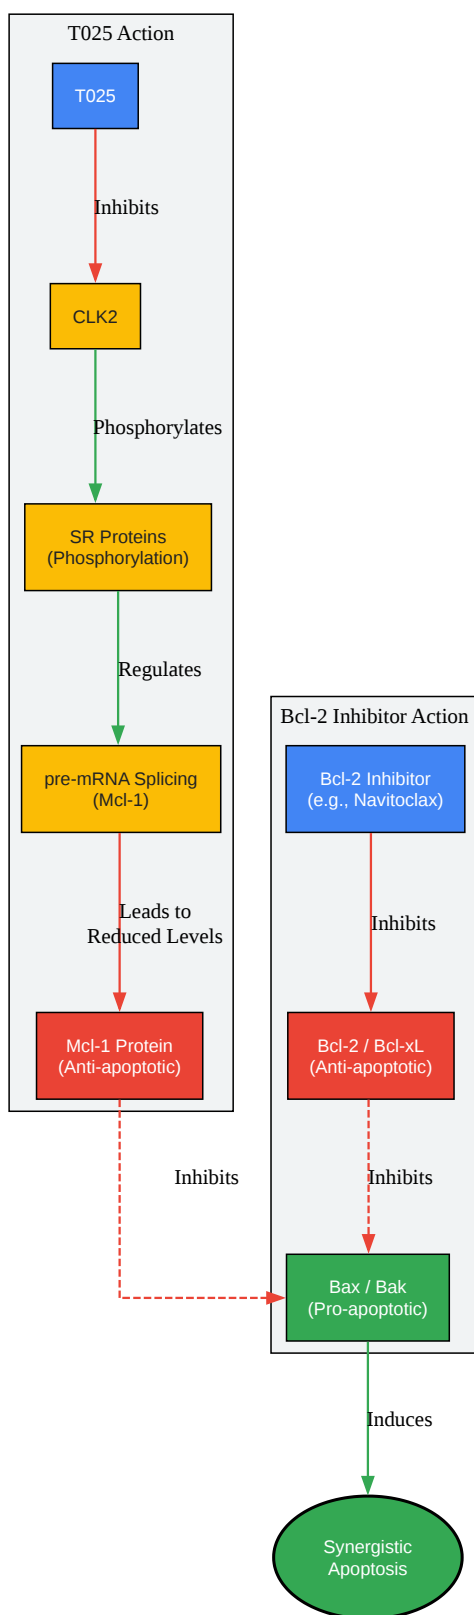 T025 Action
T025
Inhibits
CLK2
Phosphorylates
SR Proteins
(Phosphorylation)
Regulates
pre-mRNA Splicing
(Mcl-1)
Leads to
Reduced Levels
Mcl-1 Protein
(Anti-apoptotic)
Inhibits
Bcl-2 Inhibitor Action
Bcl-2 Inhibitor
(e.g., Navitoclax)
Inhibits
Bcl-2 / Bcl-xL
(Anti-apoptotic)
Inhibits
Bax / Bak
(Pro-apoptotic)
Induces
Synergistic
Apoptosis